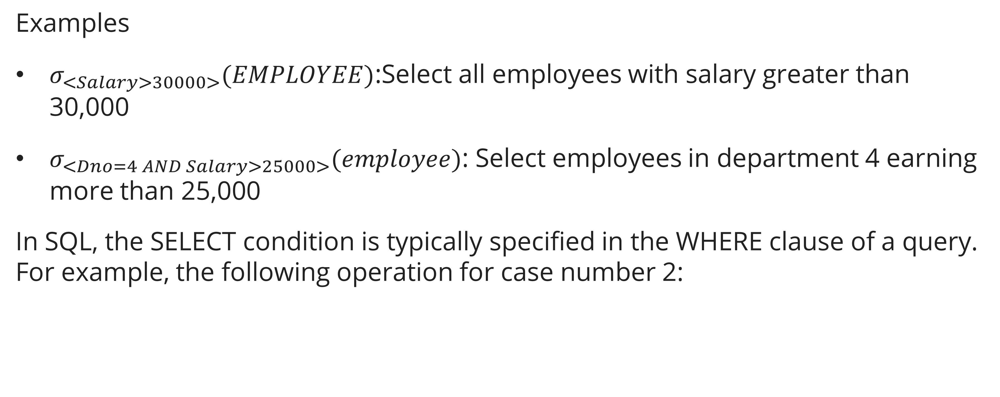 Examples
• σ<Salary>30000>(EMPLOYEE):Select all employees with salary greater than
30,000
• σ<Dno=4 AND Salary>25000>(employee): Select employees in department 4 earning
more than 25,000
In SQL, the SELECT condition is typically specified in the WHERE clause of a query.
For example, the following operation for case number 2: